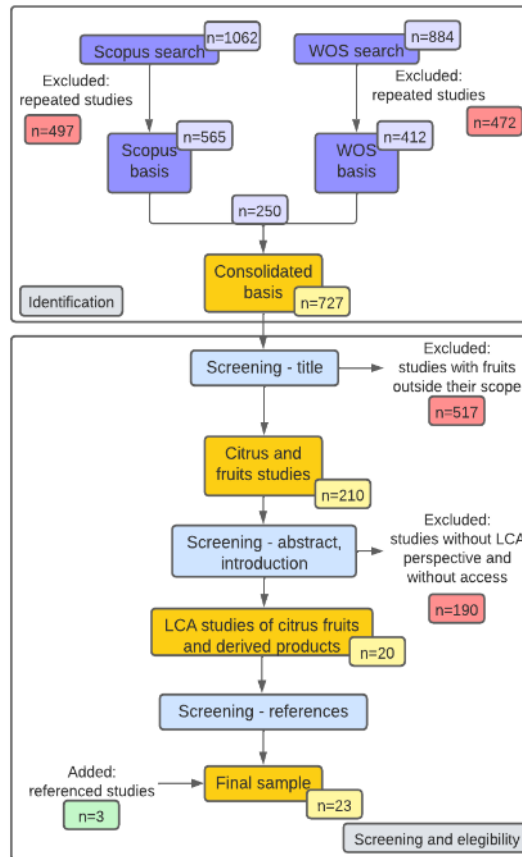 Scopus search
n=1062
WOS search
n=884
Excluded:
repeated studies
n=497
Excluded:
repeated studies
n=472
Scopus
basis
n=565
WOS
basis
n=412
n=250
Consolidated
basis
n=727
Identification
Screening - title
Excluded:
studies with fruits
outside their scope
n=517
Citrus and
fruits studies
n=210
Screening - abstract,
introduction
Excluded:
studies without LCA
perspective and
without access
n=190
LCA studies of citrus fruits
and derived products
n=20
Screening - references
Added:
referenced studies
n=3
Final sample
n=23
Screening and elegibility